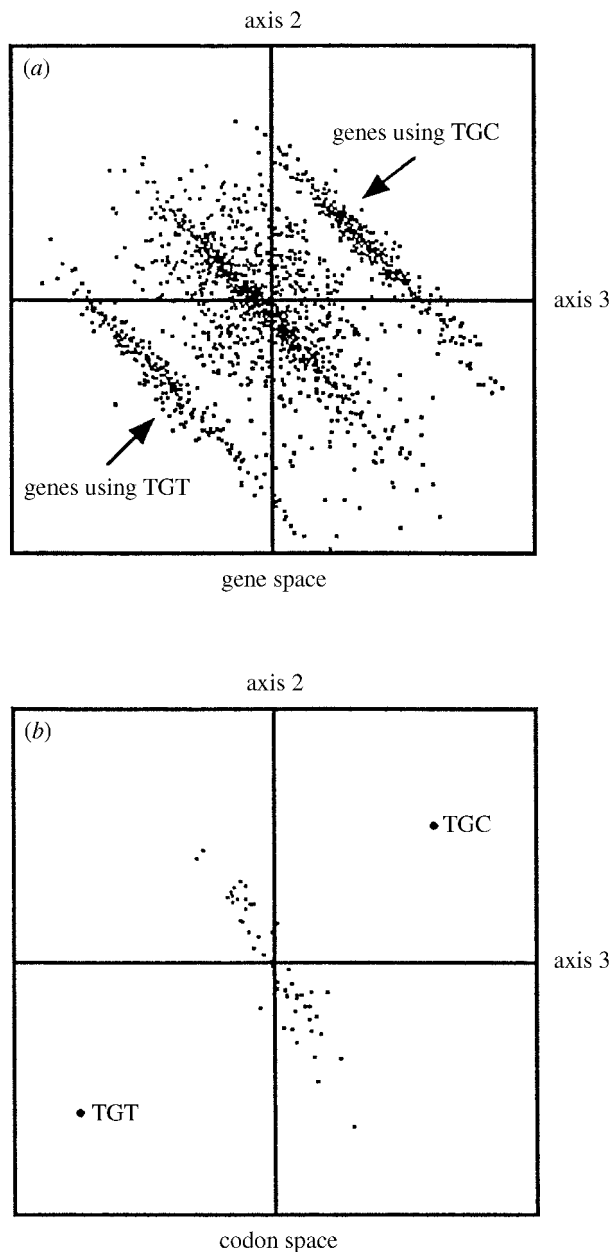 axis 2
(a)
genes using TGC
axis 3
genes using TGT
gene space
axis 2
(b)
TGC
axis 3
TGT
codon space